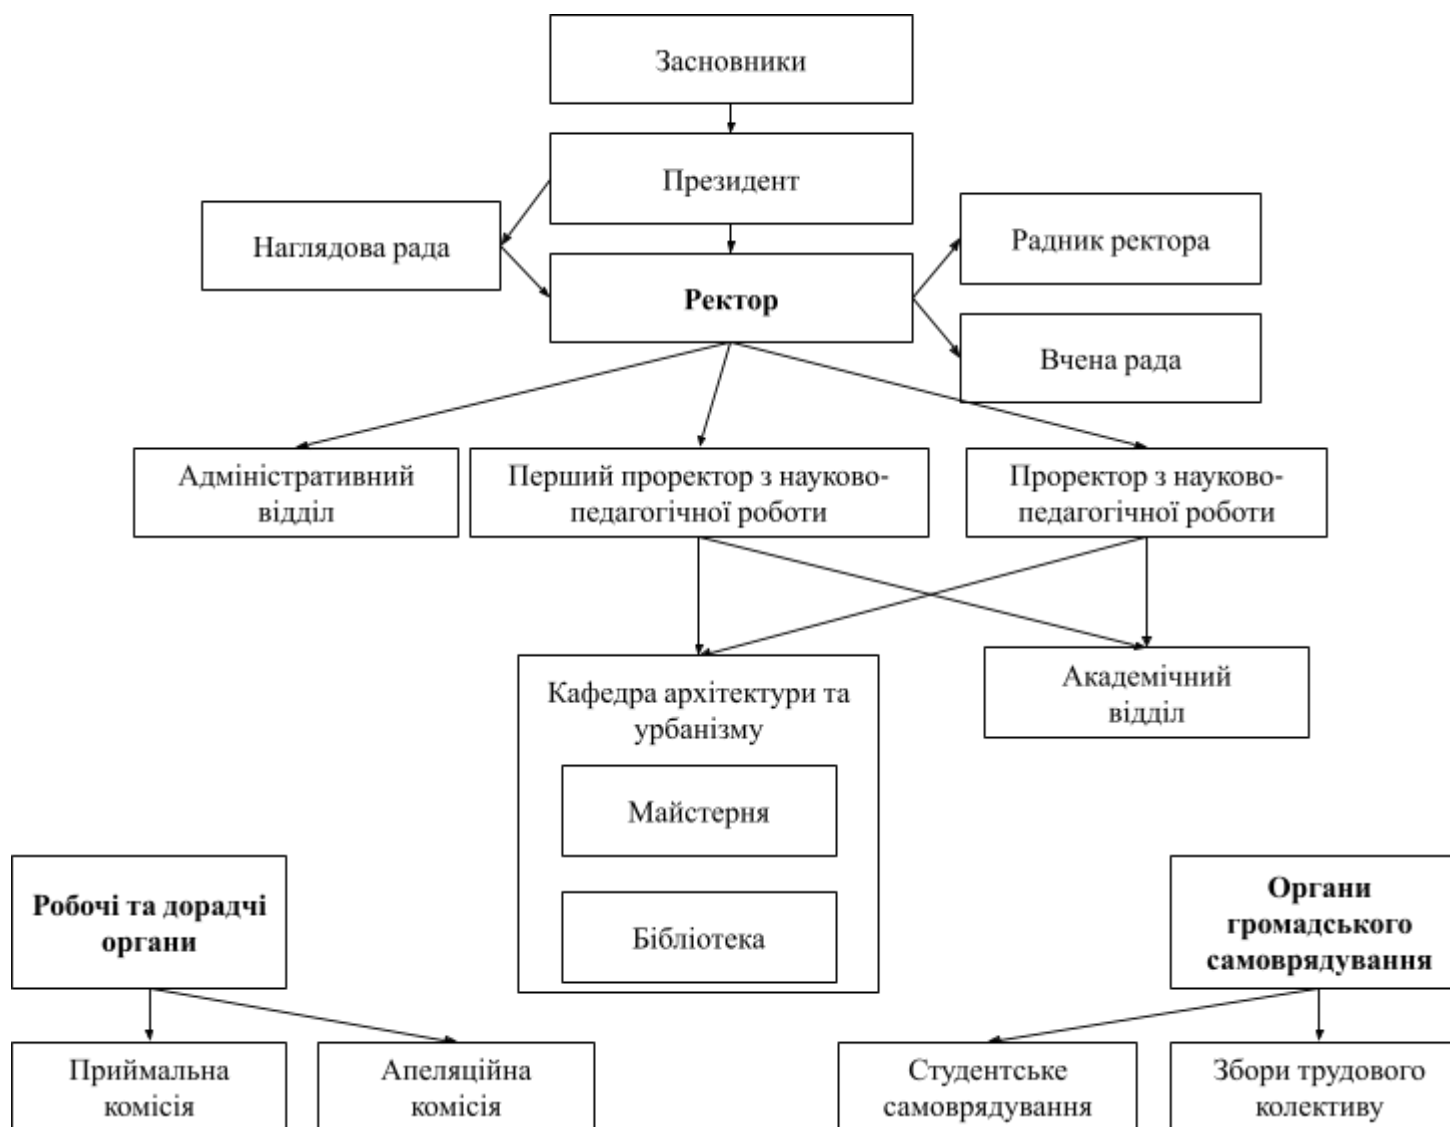 Засновники
Президент
Наглядова рада
Радник ректора
Ректор
Вчена рада
Адміністративний
відділ
Перший проректор з науково-
педагогічної роботи
Проректор з науково-
педагогічної роботи
Кафедра архітектури та
урбанізму
Академічний
відділ
Майстерня
Бібліотека
Робочі та дорадчі
органи
Органи
громадського
самоврядування
Приймальна
комісія
Апеляційна
комісія
Студентське
самоврядування
Збори трудового
колективу